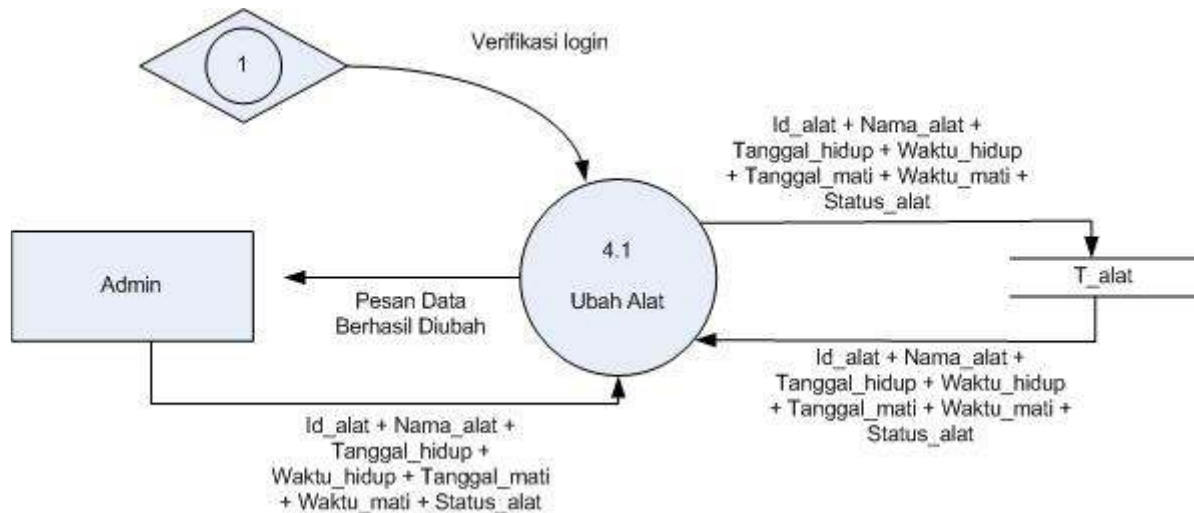 Verifikasi login
1
Id_alat + Nama_alat +
Tanggal_hidup + Waktu_hidup
+ Tanggal_mati + Waktu_mati +
Status_alat
4.1
Ubah Alat
Admin
T_alat
Pesan Data
Berhasil Diubah
Id_alat + Nama_alat +
Tanggal_hidup + Waktu_hidup
+ Tanggal_mati + Waktu_mati +
Status_alat
Id_alat + Nama_alat +
Tanggal_hidup +
Waktu_hidup + Tanggal_mati
+ Waktu_mati + Status_alat